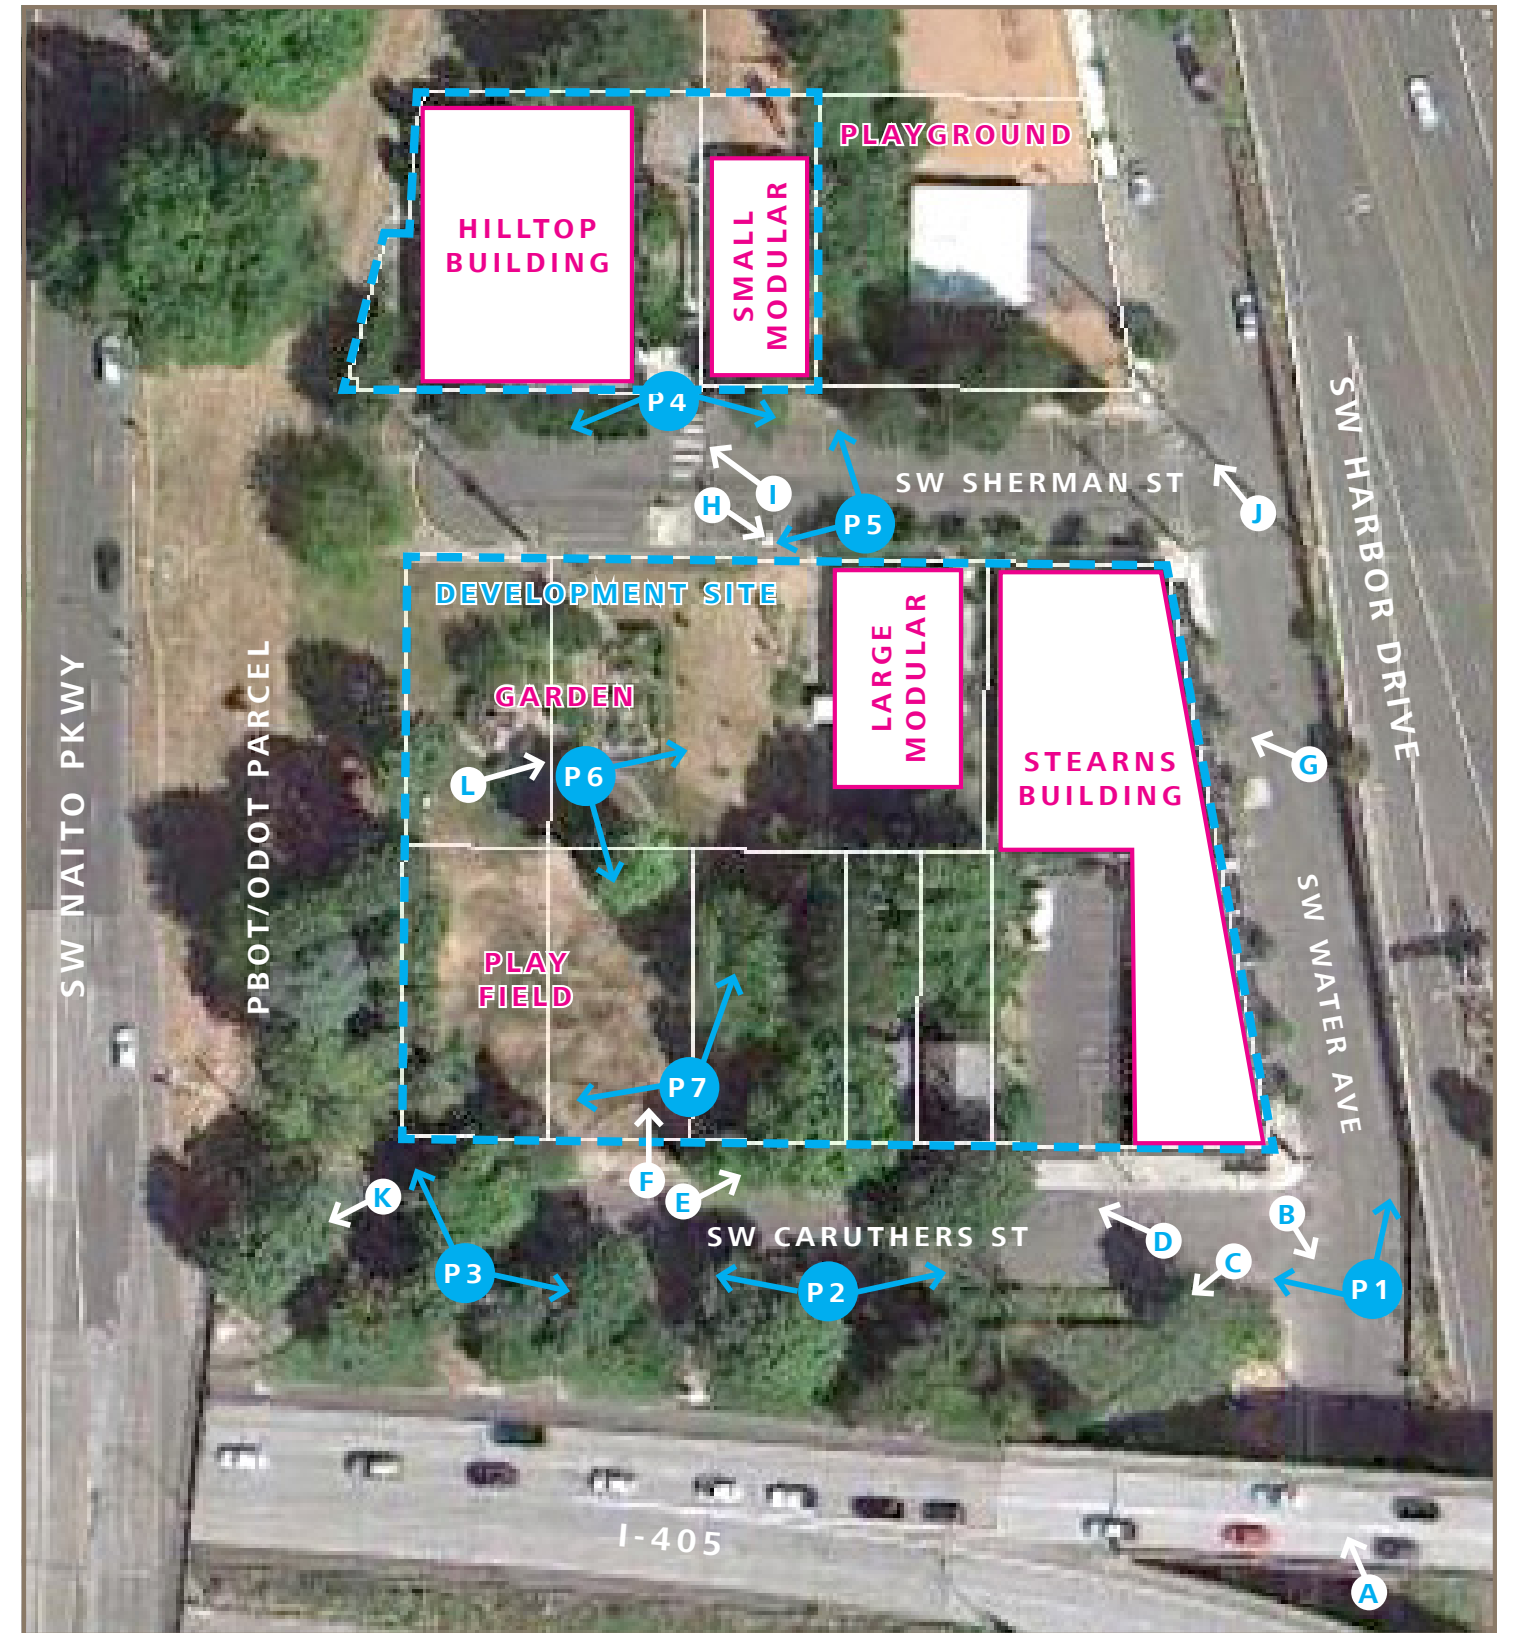 PLAYGROUND
HILLTOP
BUILDING
SMALL
MODULAR
P4
SW SHERMAN ST
I
H
P5
J
SW HARBOR DRIVE
DEVELOPMENT SITE
GARDEN
LARGE
MODULAR
STEARNS
BUILDING
G
L
P6
SW NAITO PKWY
PBOT/ODOT PARCEL
PLAY
FIELD
SW WATER AVE
P7
F
E
K
B
SW CARUTHERS ST
D
C
P3
P2
P1
I-405
A